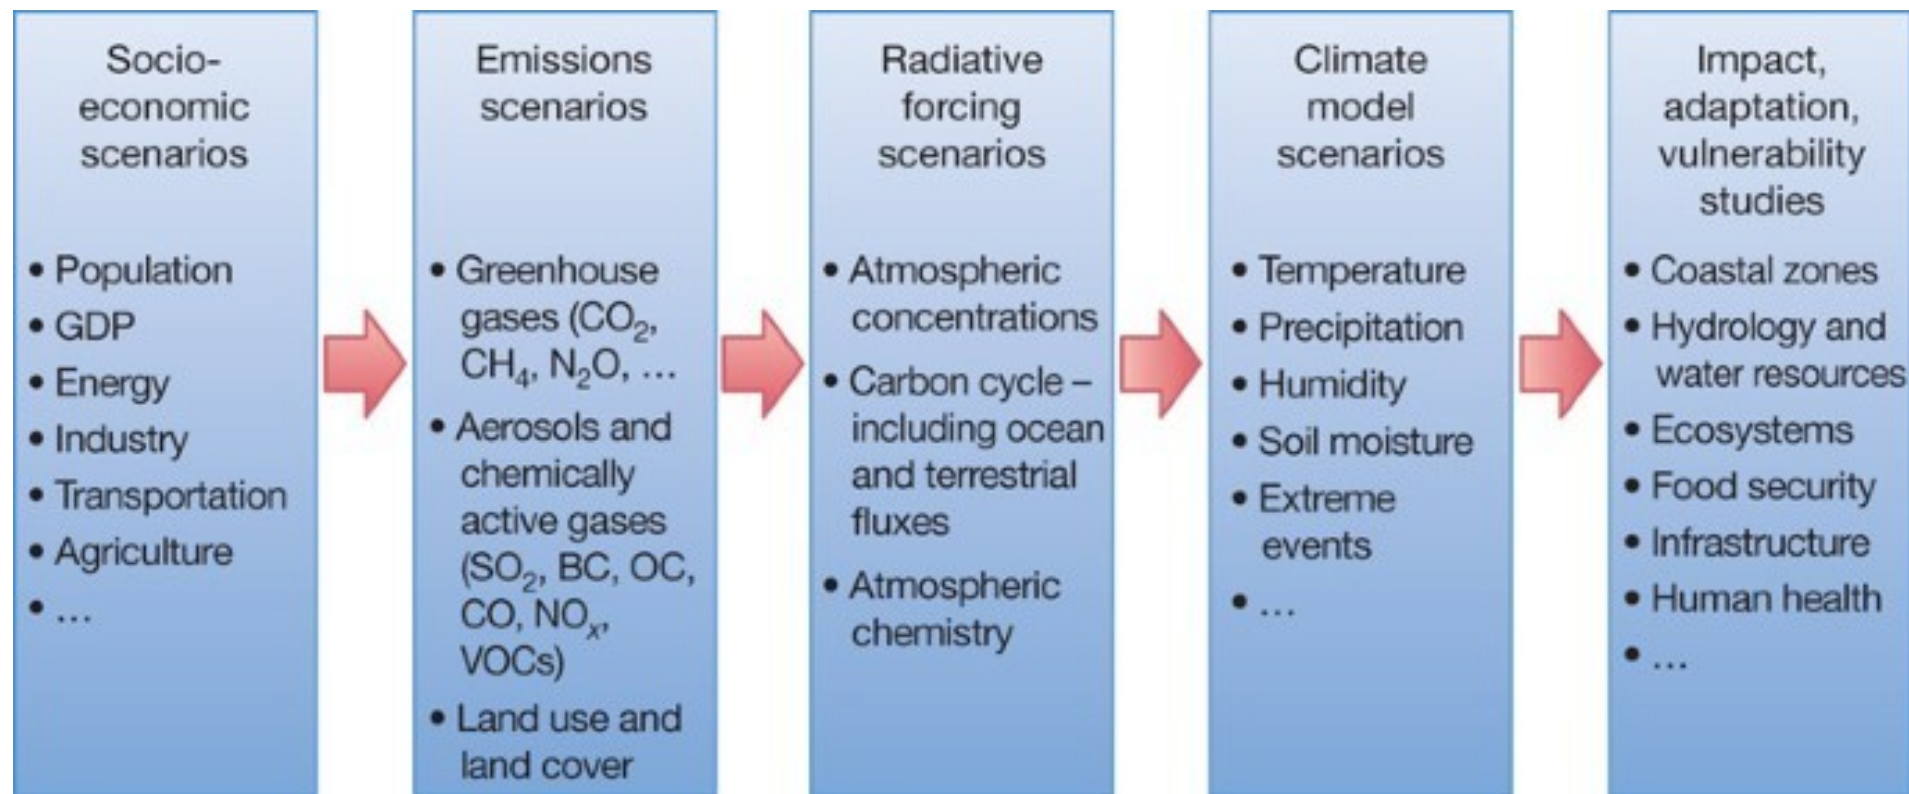 Socio-
economic
scenarios
• Population
• GDP
• Energy
• Industry
• Transportation
• Agriculture
• ...
Emissions
scenarios
• Greenhouse
gases (CO₂,
CH₄, N₂O, ...
• Aerosols and
chemically
active gases
(SO₂, BC, OC,
CO, NOₓ,
VOCs)
• Land use and
land cover
Radiative
forcing
scenarios
• Atmospheric
concentrations
• Carbon cycle –
including ocean
and terrestrial
fluxes
• Atmospheric
chemistry
Climate
model
scenarios
• Temperature
• Precipitation
• Humidity
• Soil moisture
• Extreme
events
• ...
Impact,
adaptation,
vulnerability
studies
• Coastal zones
• Hydrology and
water resources
• Ecosystems
• Food security
• Infrastructure
• Human health
• ...